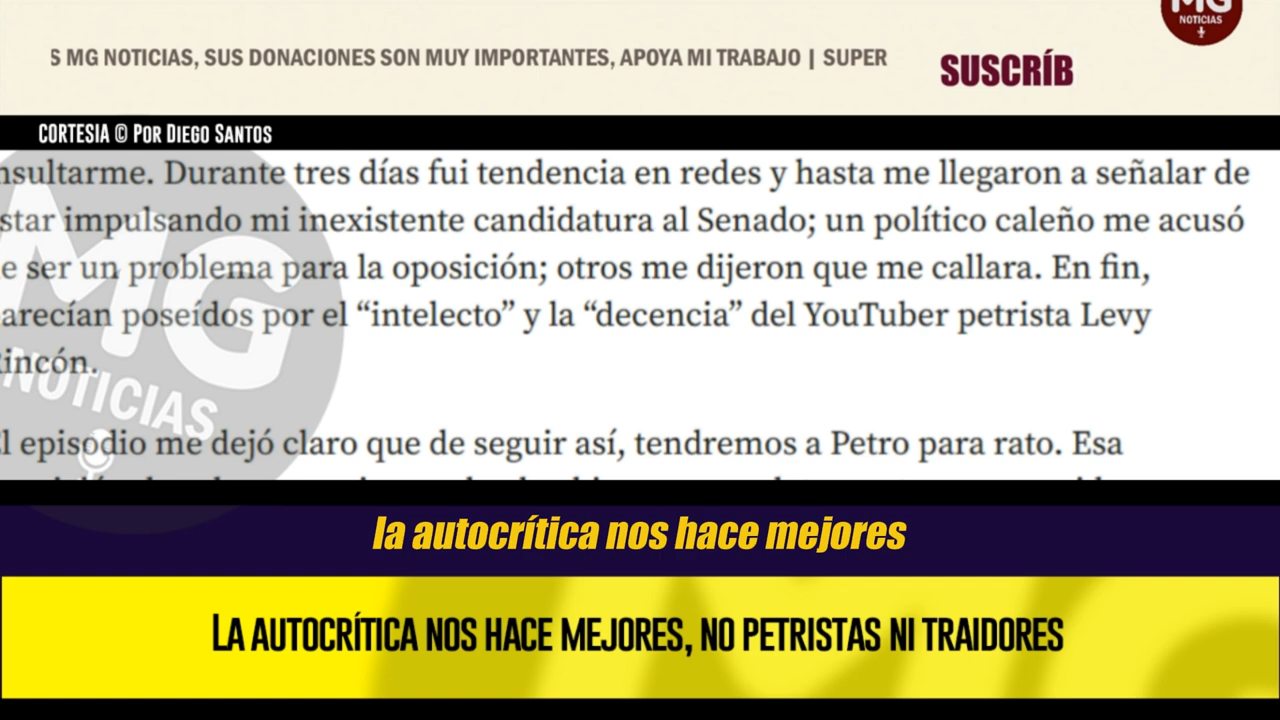 MG
NOTICIAS
S MG NOTICIAS, SUS DONACIONES SON MUY IMPORTANTES, APOYA MI TRABAJO | SUPER
SUSCRÍB
CORTESIA © POR DIEGO SANTOS
nsultarme. Durante tres días fui tendencia en redes y hasta me llegaron a señalar de
star impulsando mi inexistente candidatura al Senado; un político caleño me acusó
e ser un problema para la oposición; otros me dijeron que me callara. En fin,
arecían poseídos por el “intelecto” y la “decencia” del YouTuber petrista Levy
incón.
MG
NOTICIAS
l episodio me dejó claro que de seguir así, tendremos a Petro para rato. Esa
la autocrítica nos hace mejores
LA AUTOCRÍTICA NOS HACE MEJORES, NO PETRISTAS NI TRAIDORES